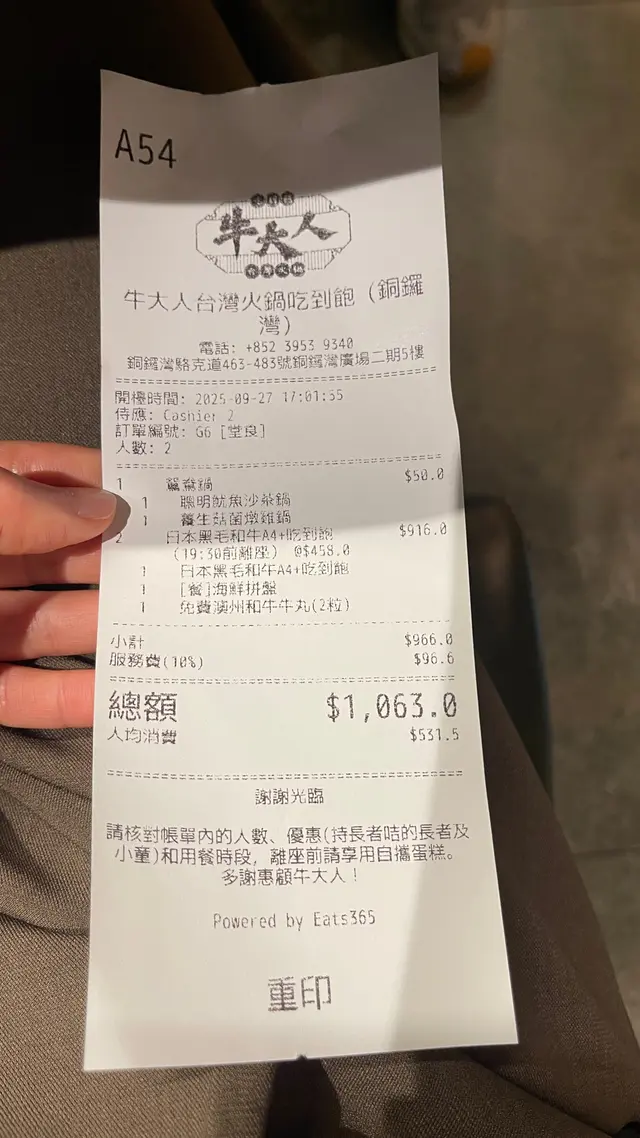 A54
火鍋
牛大人
台灣火鍋
牛大人台灣火鍋吃到飽 (銅鑼
灣)
電話: +852 3953 9340
銅鑼灣駱克道463-483號銅鑼灣廣場二期5樓
開檯時間: 2025-09-27 17:01:55
侍應: Cashier 2
訂單編號: G6 [堂食]
人數: 2
1 鴛鴦鍋 $50.0
1 聰明魷魚沙茶鍋
1 養生菇菌燉雞鍋
2 日本黑毛和牛A4+吃到飽 $916.0
(19:30前離座) @$458.0
1 日本黑毛和牛A4+吃到飽
1 [餐]海鮮拼盤
1 免費澳州和牛牛丸(2粒)
小計 $966.0
服務費(10%) $96.6
總額 $1,063.0
人均消費 $531.5
謝謝光臨
請核對帳單內的人數、優惠(持長者咭的長者及
小童)和用餐時段, 離座前請享用自攜蛋糕。
多謝惠顧牛大人!
Powered by Eats365
重印